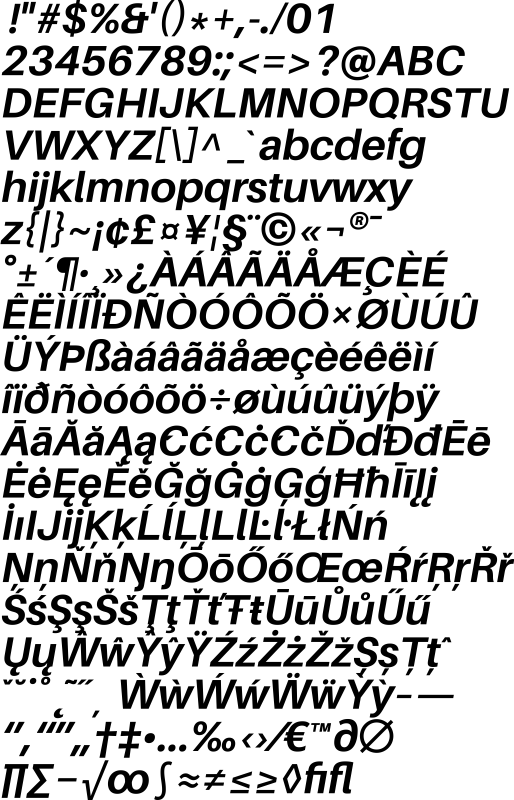 !"#$%&'()*+,-./01
23456789:;<=>?@ABC
DEFGHIJKLMNOPQRSTU
VWXYZ[\]^_`abcdefg
hijklmnopqrstuvwxy
z{|}~¡¢£¤¥¦§¨©«¬®¯
°±´¶·¸»¿ÀÁÂÃÄÅÆÇÈÉ
ÊËÌÍÎÏÐÑÒÓÔÕÖ×ØÙÚÛ
ÜÝÞßàáâãäåæçèéêëìí
îïðñòóôõö÷øùúûüýþÿ
ĀāĂăĄąĆćĊċČčĎďĐđĒē
ĖėĘęĚěĞğĠġĢģĦħĪīĮį
İıĲĳĶķĹĺĻļĽľĿŀŁłŃń
ŅņŇňŊŋŌōŐőŒœŔŕŖŗŘř
ŚśŞşŠšŢţŤťŦŧŪūŮůŰű
ŲųŴŵŶŷŸŹźŻżŽžȘșȚțˆ
ˇ˘˙˚˛˜˝ẀẁẂẃẄẅỲỳ–—
‘’‚“”„†‡•…‰‹›⁄€™∂∅
∏∑−√∞∫≈≠≤≥◊ﬁﬂ